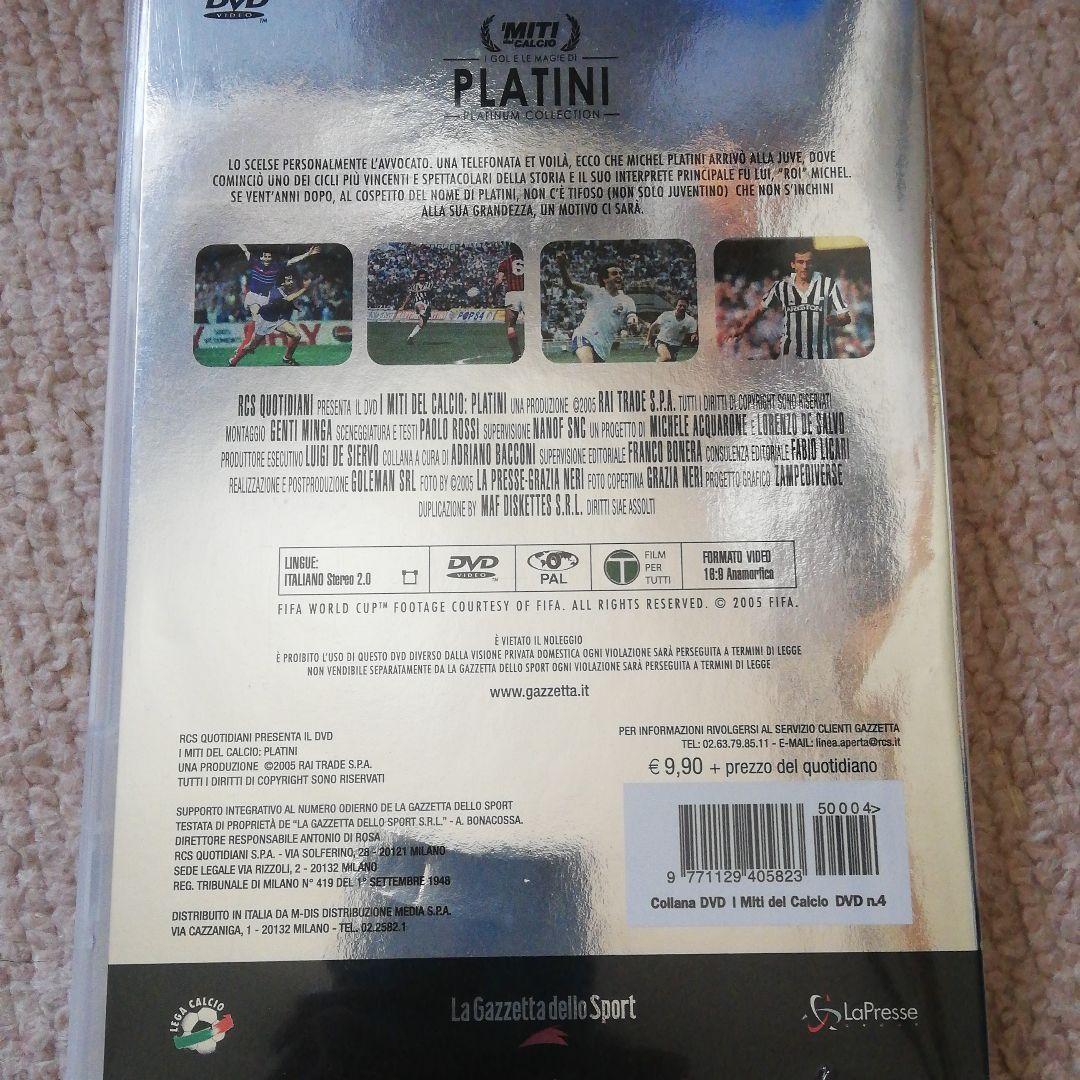 DVD
VIDEO™
I MITI
del CALCIO
I GOL E LE MAGIE DI
PLATINI
PLATINUM COLLECTION
LO SCELSE PERSONALMENTE L'AVVOCATO. UNA TELEFONATA ET VOILÀ, ECCO CHE MICHEL PLATINI ARRIVÒ ALLA JUVE, DOVE
COMINCIÒ UNO DEI CICLI PIÙ VINCENTI E SPETTACOLARI DELLA STORIA E IL SUO INTERPRETE PRINCIPALE FU LUI, "ROI" MICHEL.
SE VENT'ANNI DOPO, AL COSPETTO DEL NOME DI PLATINI, NON C'È TIFOSO (NON SOLO JUVENTINO) CHE NON S'INCHINI
ALLA SUA GRANDEZZA, UN MOTIVO CI SARÀ.
6
ARISTON
RCS QUOTIDIANI PRESENTA IL DVD I MITI DEL CALCIO: PLATINI UNA PRODUZIONE ©2005 RAI TRADE S.P.A. TUTTI I DIRITTI DI COPYRIGHT SONO RISERVATI
MONTAGGIO GENTI MINGA SCENEGGIATURA E TESTI PAOLO ROSSI SUPERVISIONE NANOF SNC UN PROGETTO DI MICHELE ACQUARONE E LORENZO DE SALVO
PRODUTTORE ESECUTIVO LUIGI DE SIERVO COLLANA A CURA DI ADRIANO BACCONI SUPERVISIONE EDITORIALE FRANCO BONERA CONSULENZA EDITORIALE FABIO LICARI
REALIZZAZIONE E POSTPRODUZIONE GOLEMAN SRL FOTO BY ©2005 LA PRESSE-GRAZIA NERI FOTO COPERTINA GRAZIA NERI PROGETTO GRAFICO ZAMPEDIVERSE
DUPLICAZIONE BY MAF DISKETTES S.R.L. DIRITTI SIAE ASSOLTI
LINGUE:
ITALIANO Stereo 2.0
DVD
VIDEO™
PAL
T
FILM
PER
TUTTI
FORMATO VIDEO
16:9 Anamorfico
FIFA WORLD CUP™ FOOTAGE COURTESY OF FIFA. ALL RIGHTS RESERVED. © 2005 FIFA.
È VIETATO IL NOLEGGIO
È PROIBITO L'USO DI QUESTO DVD DIVERSO DALLA VISIONE PRIVATA DOMESTICA OGNI VIOLAZIONE SARÀ PERSEGUITA A TERMINI DI LEGGE
NON VENDIBILE SEPARATAMENTE DA LA GAZZETTA DELLO SPORT OGNI VIOLAZIONE SARÀ PERSEGUITA A TERMINI DI LEGGE
www.gazzetta.it
RCS QUOTIDIANI PRESENTA IL DVD
I MITI DEL CALCIO: PLATINI
UNA PRODUZIONE ©2005 RAI TRADE S.P.A.
TUTTI I DIRITTI DI COPYRIGHT SONO RISERVATI
SUPPORTO INTEGRATIVO AL NUMERO ODIERNO DE LA GAZZETTA DELLO SPORT
TESTATA DI PROPRIETÀ DE "LA GAZZETTA DELLO SPORT S.R.L." - A. BONACOSSA.
DIRETTORE RESPONSABILE ANTONIO DI ROSA
RCS QUOTIDIANI S.P.A. - VIA SOLFERINO, 28 - 20121 MILANO
SEDE LEGALE VIA RIZZOLI, 2 - 20132 MILANO
REG. TRIBUNALE DI MILANO N° 419 DEL 1° SETTEMBRE 1948
DISTRIBUITO IN ITALIA DA M-DIS DISTRIBUZIONE MEDIA S.P.A.
VIA CAZZANIGA, 1 - 20132 MILANO - TEL. 02.2582.1
PER INFORMAZIONI RIVOLGERSI AL SERVIZIO CLIENTI GAZZETTA
TEL: 02.63.79.85.11 - E-MAIL: linea.aperta@rcs.it
€ 9,90 + prezzo del quotidiano
50004>
9 771129 405823
Collana DVD I Miti del Calcio DVD n.4
LEGA CALCIO
La Gazzetta dello Sport
LaPresse